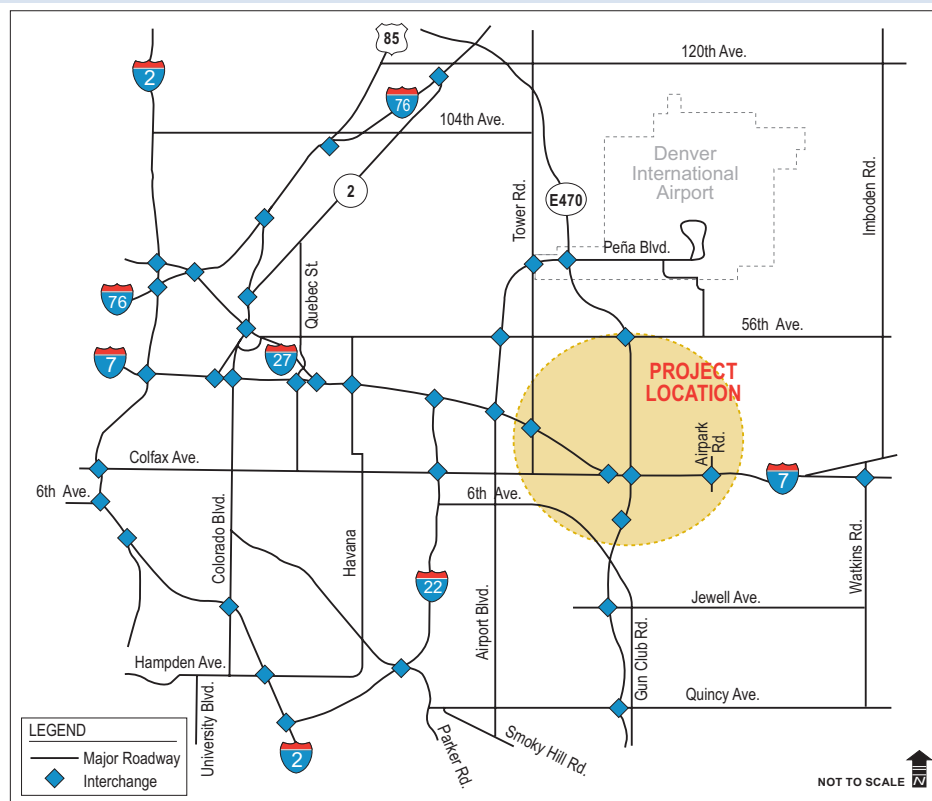 85
120th Ave.
2
76
104th Ave.
Denver
International
Airport
2
E470
Tower Rd.
Imboden Rd.
Peña Blvd.
Quebec St.
76
56th Ave.
27
7
PROJECT
LOCATION
Airpark
Rd.
Colfax Ave.
7
6th Ave.
6th Ave.
Colorado Blvd.
Havana
22
Airport Blvd.
Watkins Rd.
Jewell Ave.
Gun Club Rd.
Hampden Ave.
University Blvd.
Quincy Ave.
Parker Rd.
Smoky Hill Rd.
2
LEGEND
Major Roadway
Interchange
NOT TO SCALE
N